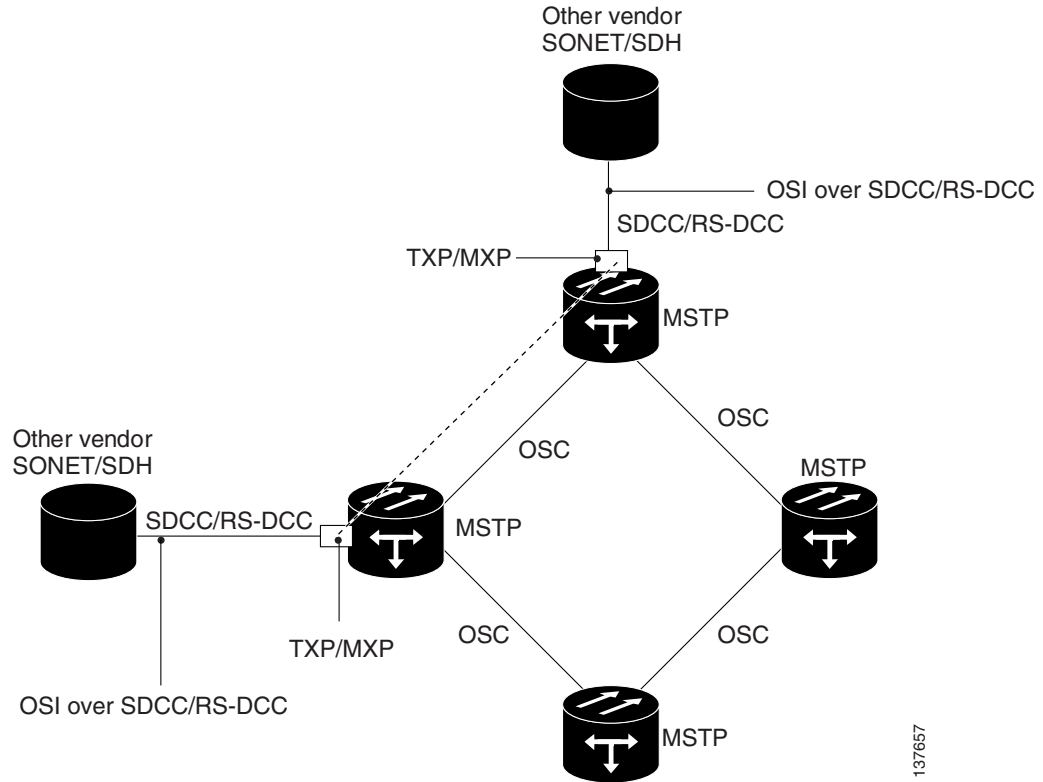 Other vendor
SONET/SDH
OSI over SDCC/RS-DCC
SDCC/RS-DCC
TXP/MXP
MSTP
OSC
OSC
Other vendor
SONET/SDH
MSTP
SDCC/RS-DCC
MSTP
OSC
OSC
TXP/MXP
OSI over SDCC/RS-DCC
MSTP
137657